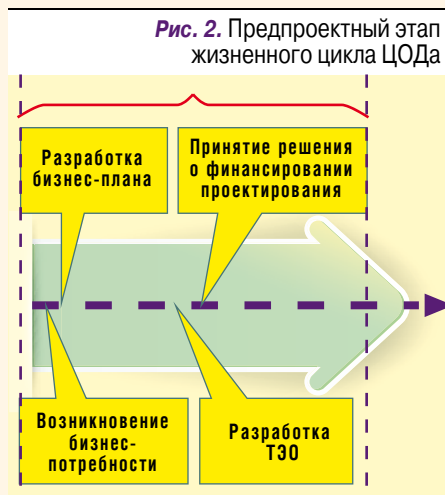 Рис. 2. Предпроектный этап
жизненного цикла ЦОДа
Разработка
бизнес-плана
Принятие решения
о финансировании
проектирования
Возникновение
бизнес-
потребности
Разработка
ТЭО